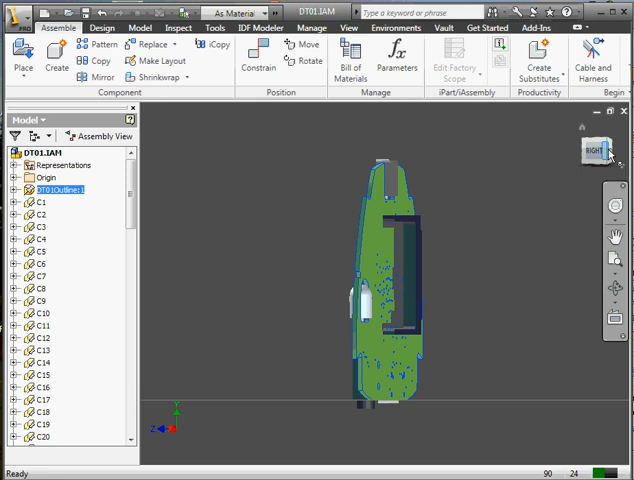 As Material
DT01.IAM
Type a keyword or phrase
PRO
Assemble Design Model Inspect Tools IDF Modeler Manage View Environments Vault Get Started Add-Ins
Place
Create
Pattern
Copy
Mirror
Replace
Make Layout
Shrinkwrap
iCopy
Component
Constrain
Move
Rotate
Position
Bill of
Materials
Parameters
Manage
Edit Factory
Scope
iPart/iAssembly
Create
Substitutes
Productivity
Cable and
Harness
Begin
Model
Assembly View
DT01.IAM
Representations
Origin
DT01Outline:1
C1
C2
C3
C4
C5
C6
C7
C8
C9
C10
C11
C12
C13
C14
C15
C16
C17
C18
C19
C20
RIGHT
Y
Z
Ready
90 24